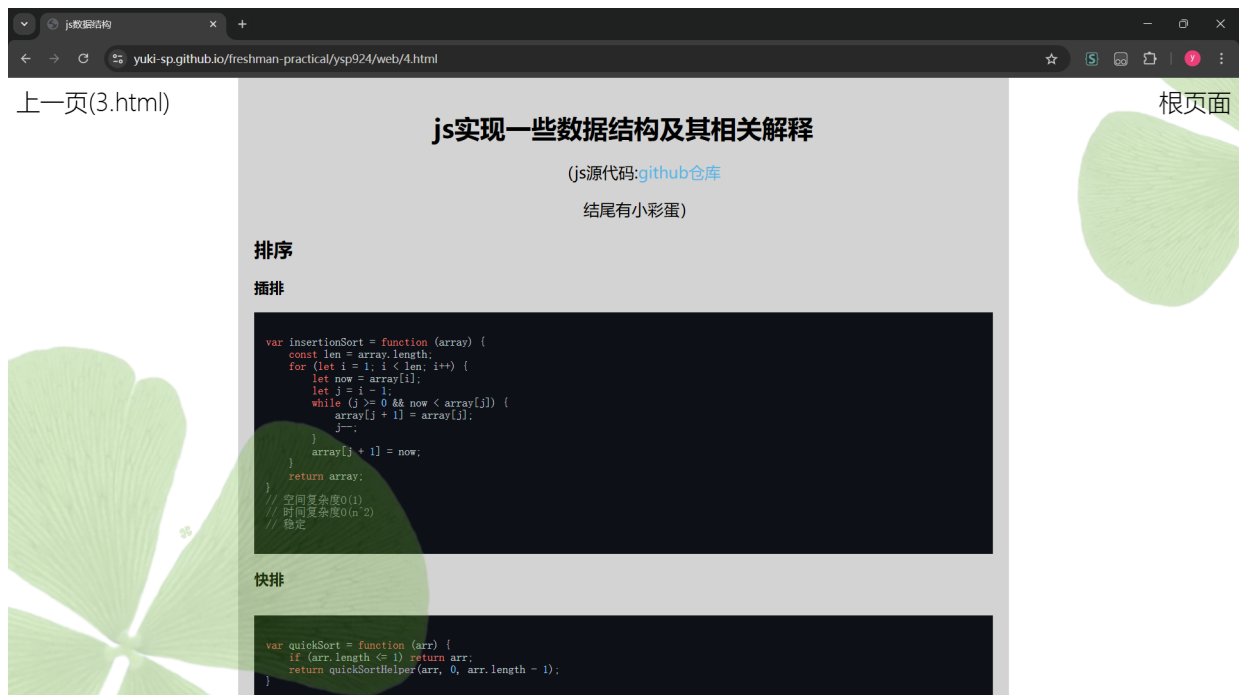 js数据结构
yuki-sp.github.io/freshman-practical/ysp924/web/4.html
S
Y
上一页(3.html)
根页面
js实现一些数据结构及其相关解释
(js源代码:github仓库
结尾有小彩蛋)
排序
插排
var insertionSort = function (array) {
    const len = array.length;
    for (let i = 1; i < len; i++) {
        let now = array[i];
        let j = i - 1;
        while (j >= 0 && now < array[j]) {
            array[j + 1] = array[j];
            j--;
        }
        array[j + 1] = now;
    }
    return array;
}
// 空间复杂度O(1)
// 时间复杂度O(n^2)
// 稳定
快排
var quickSort = function (arr) {
    if (arr.length <= 1) return arr;
    return quickSortHelper(arr, 0, arr.length - 1);
}